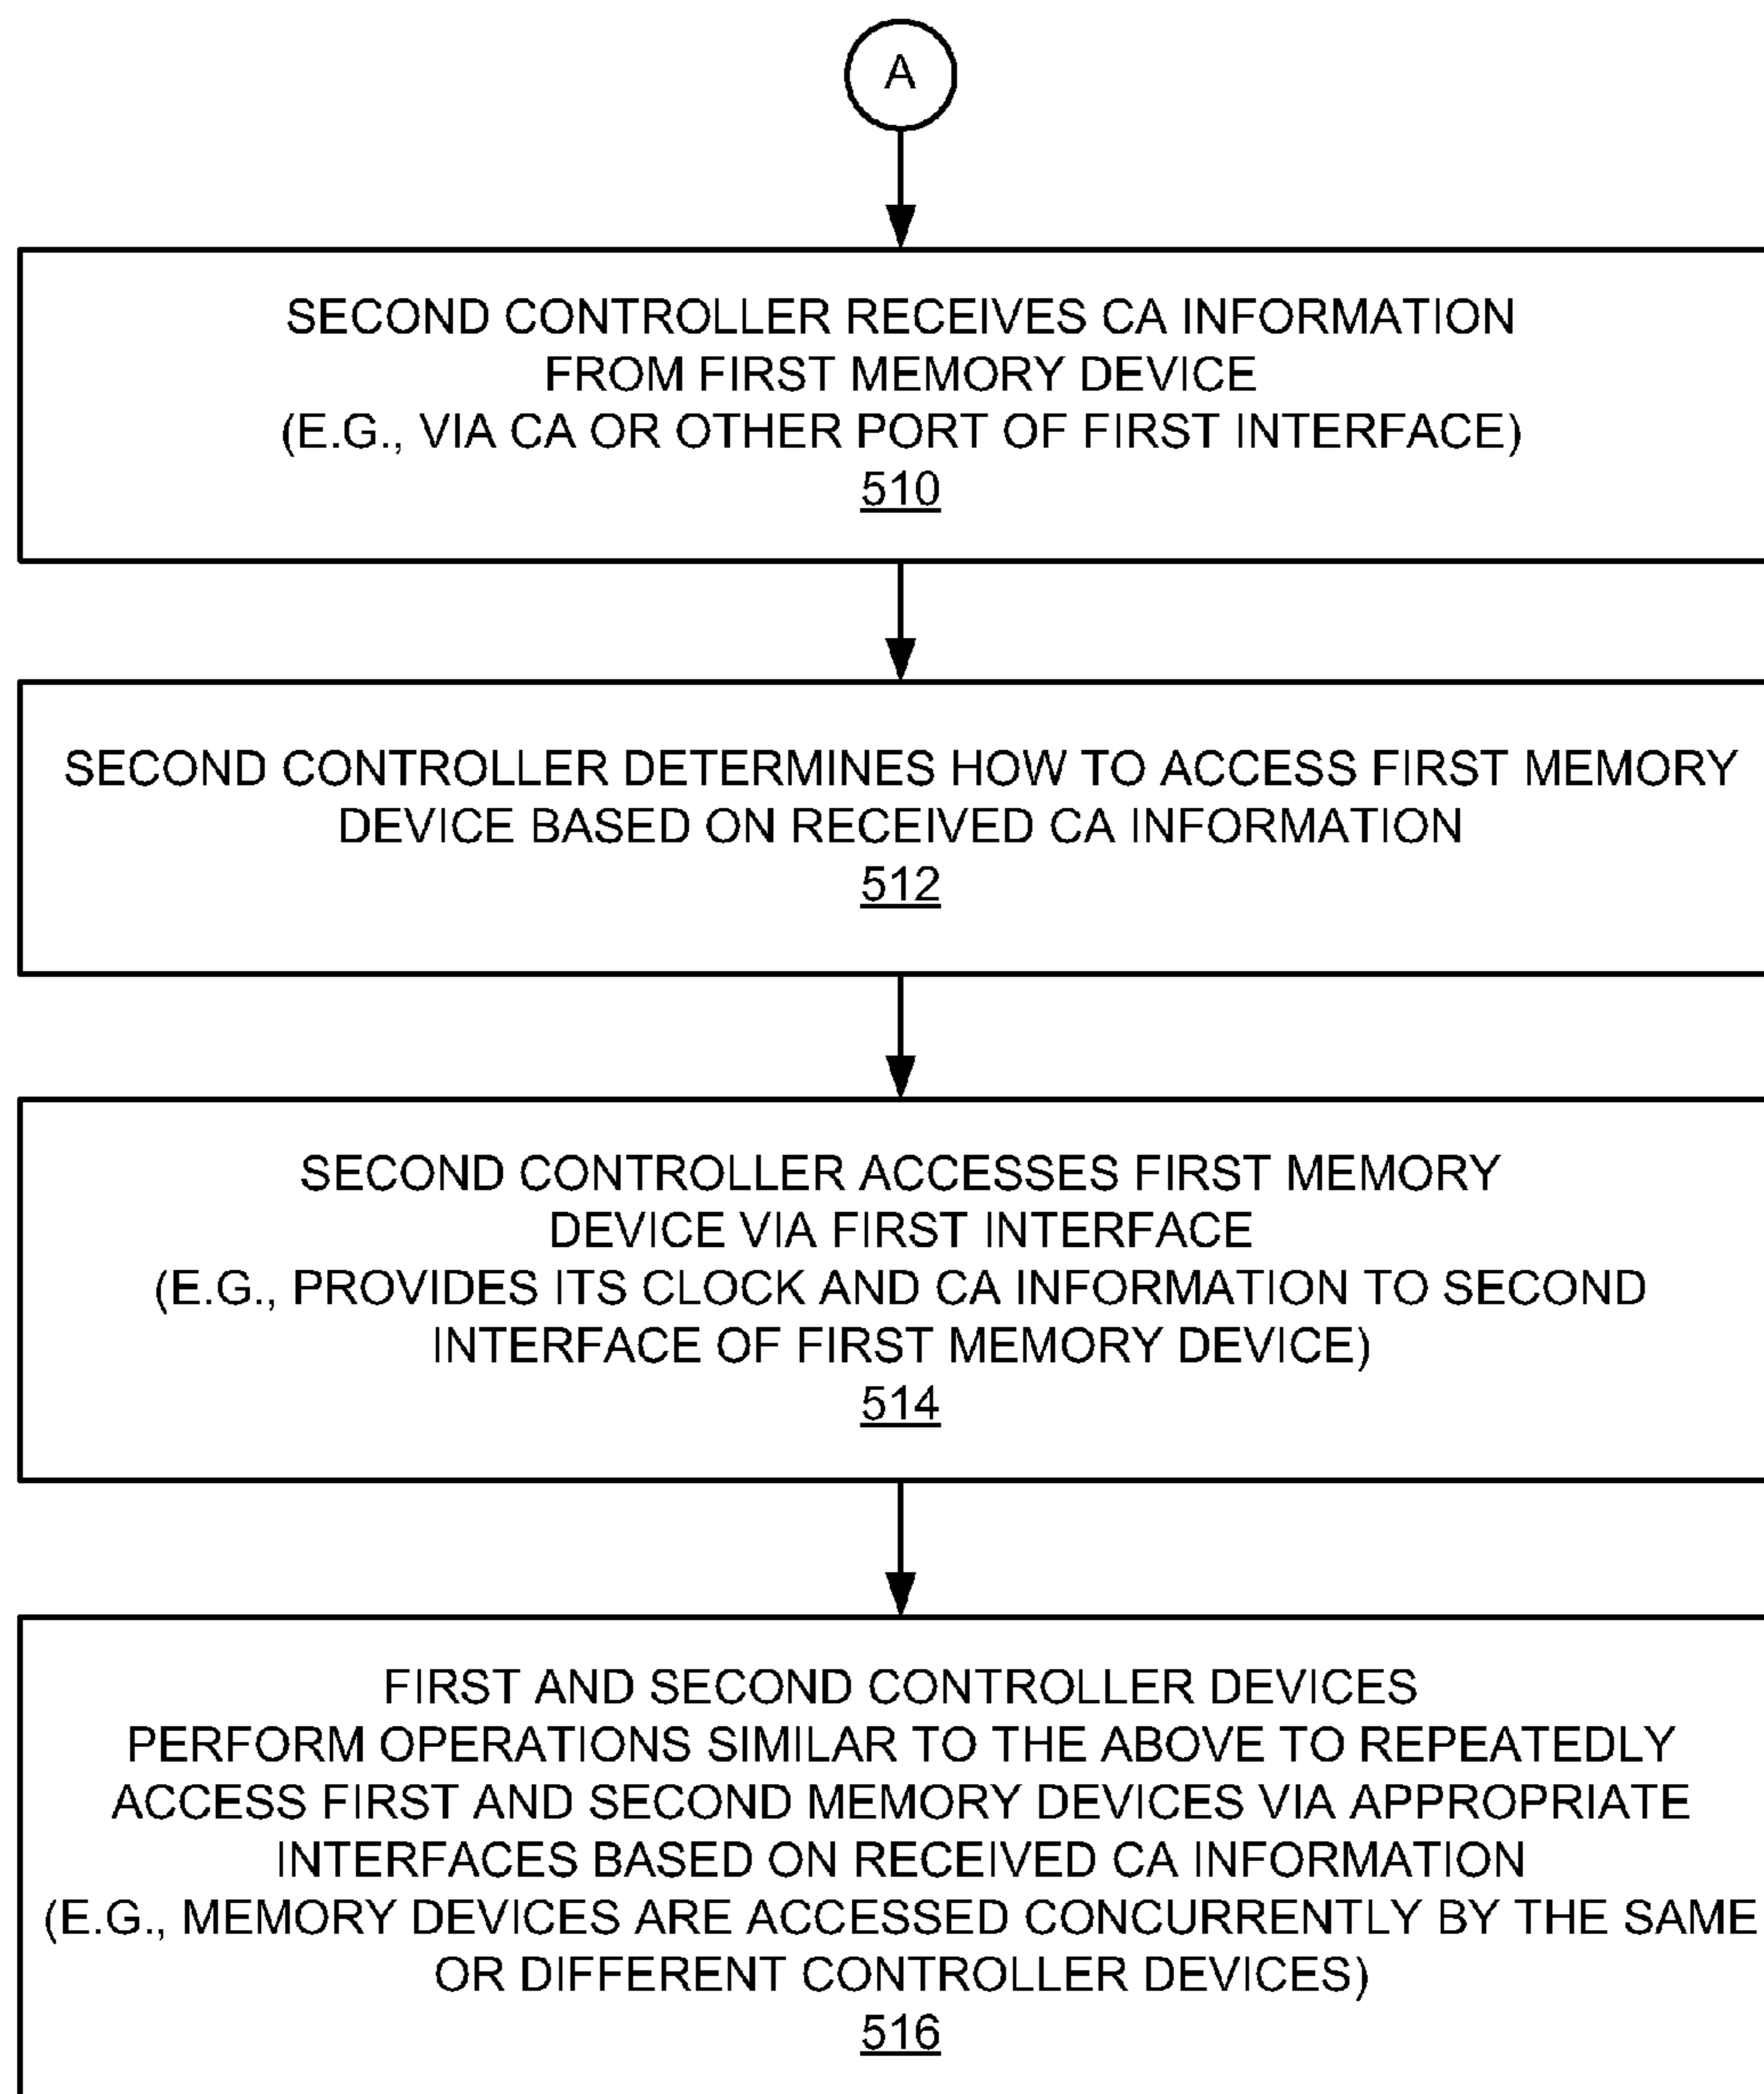 A
SECOND CONTROLLER RECEIVES CA INFORMATION
FROM FIRST MEMORY DEVICE
(E.G., VIA CA OR OTHER PORT OF FIRST INTERFACE)
510
SECOND CONTROLLER DETERMINES HOW TO ACCESS FIRST MEMORY
DEVICE BASED ON RECEIVED CA INFORMATION
512
SECOND CONTROLLER ACCESSES FIRST MEMORY
DEVICE VIA FIRST INTERFACE
(E.G., PROVIDES ITS CLOCK AND CA INFORMATION TO SECOND
INTERFACE OF FIRST MEMORY DEVICE)
514
FIRST AND SECOND CONTROLLER DEVICES
PERFORM OPERATIONS SIMILAR TO THE ABOVE TO REPEATEDLY
ACCESS FIRST AND SECOND MEMORY DEVICES VIA APPROPRIATE
INTERFACES BASED ON RECEIVED CA INFORMATION
(E.G., MEMORY DEVICES ARE ACCESSED CONCURRENTLY BY THE SAME
OR DIFFERENT CONTROLLER DEVICES)
516